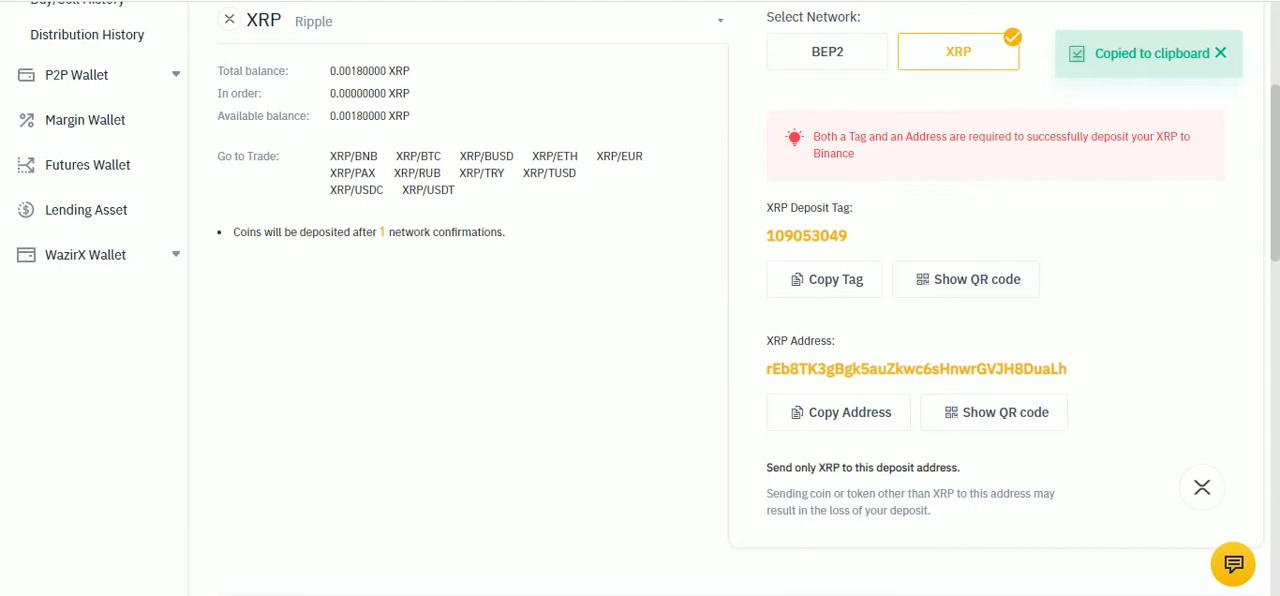 Buy/Sell History
Distribution History
P2P Wallet
Margin Wallet
Futures Wallet
Lending Asset
WazirX Wallet
XRP Ripple
Total balance: 0.00180000 XRP
In order: 0.00000000 XRP
Available balance: 0.00180000 XRP
Go to Trade: XRP/BNB XRP/BTC XRP/BUSD XRP/ETH XRP/EUR
XRP/PAX XRP/RUB XRP/TRY XRP/TUSD
XRP/USDC XRP/USDT
• Coins will be deposited after 1 network confirmations.
Select Network:
BEP2 XRP
Copied to clipboard
Both a Tag and an Address are required to successfully deposit your XRP to
Binance
XRP Deposit Tag:
109053049
Copy Tag Show QR code
XRP Address:
rEb8TK3gBgk5auZkwc6sHnwrGVJH8DuaLh
Copy Address Show QR code
Send only XRP to this deposit address.
Sending coin or token other than XRP to this address may
result in the loss of your deposit.